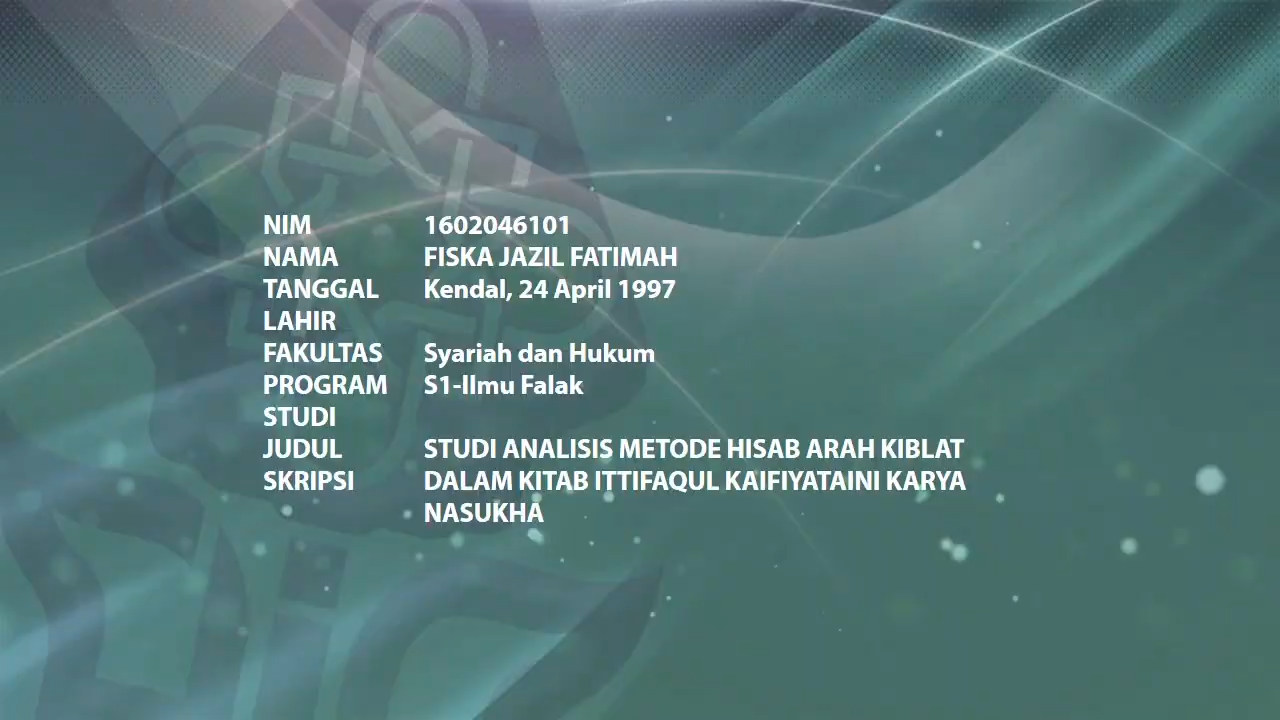 NIM 1602046101
NAMA FISKA JAZIL FATIMAH
TANGGAL Kendal, 24 April 1997
LAHIR
FAKULTAS Syariah dan Hukum
PROGRAM S1-Ilmu Falak
STUDI
JUDUL STUDI ANALISIS METODE HISAB ARAH KIBLAT
SKRIPSI DALAM KITAB ITTIFAQUL KAIFIYATAINI KARYA
NASUKHA